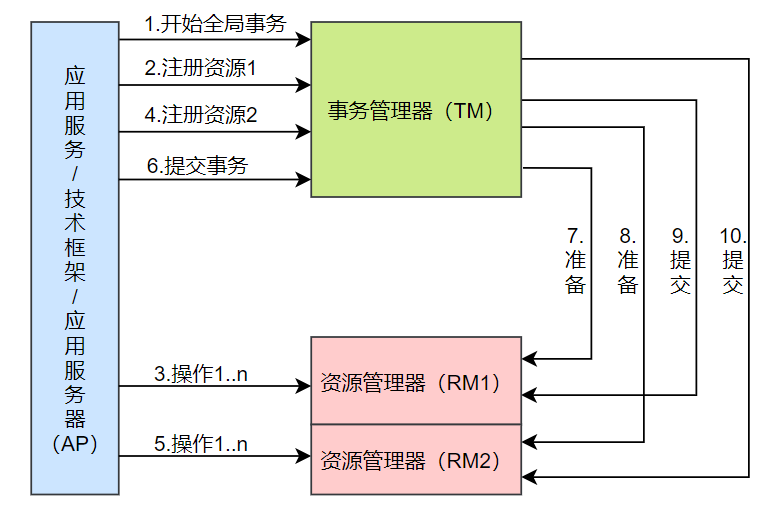 应用服务/技术框架/应用服务器（AP）
1.开始全局事务
2.注册资源1
4.注册资源2
6.提交事务
事务管理器（TM）
7.准备
8.准备
9.提交
10.提交
3.操作1..n
资源管理器（RM1）
5.操作1..n
资源管理器（RM2）